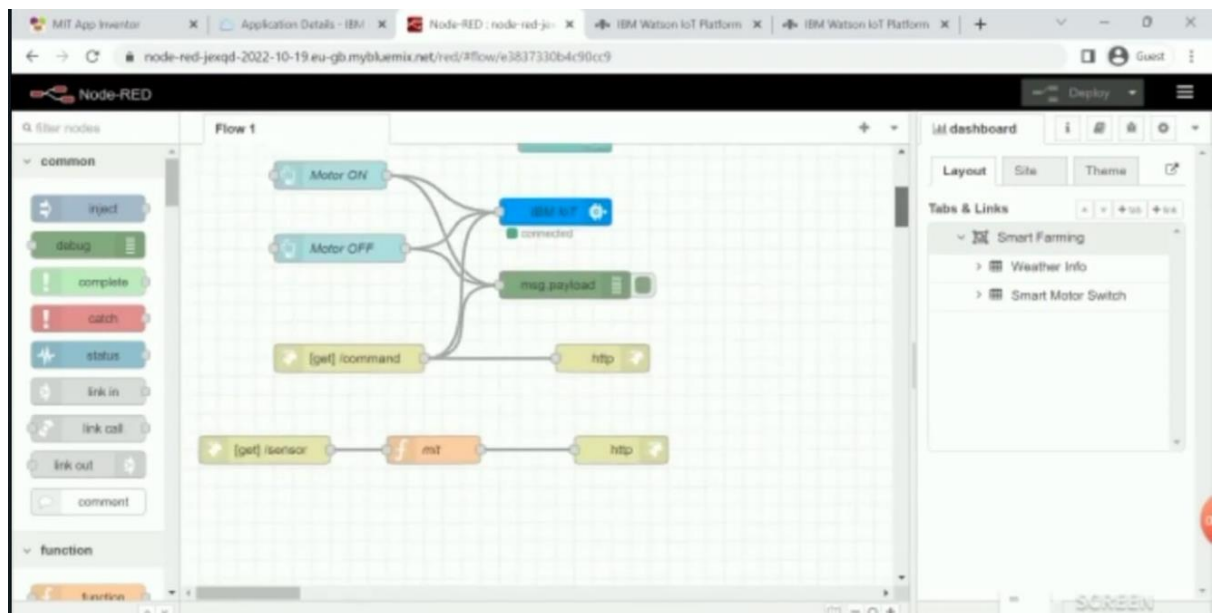 MIT App Inventor
Application Details - IBM
Node-RED : node-red-je
IBM Watson IoT Platform
IBM Watson IoT Platform
node-red-jexqd-2022-10-19.eu-gb.mybluemix.net/red/#flow/e3837330b4c90cc9
Guest
Node-RED
Deploy
filter nodes
Flow 1
dashboard
common
Layout
Site
Theme
Motor ON
inject
IBM IoT
Tabs & Links
connected
debug
Motor OFF
Smart Farming
complete
Weather Info
msg.payload
Smart Motor Switch
catch
status
[get] /command
http
link in
link call
[get] /sensor
mit
http
link out
comment
function
function
SCREEN